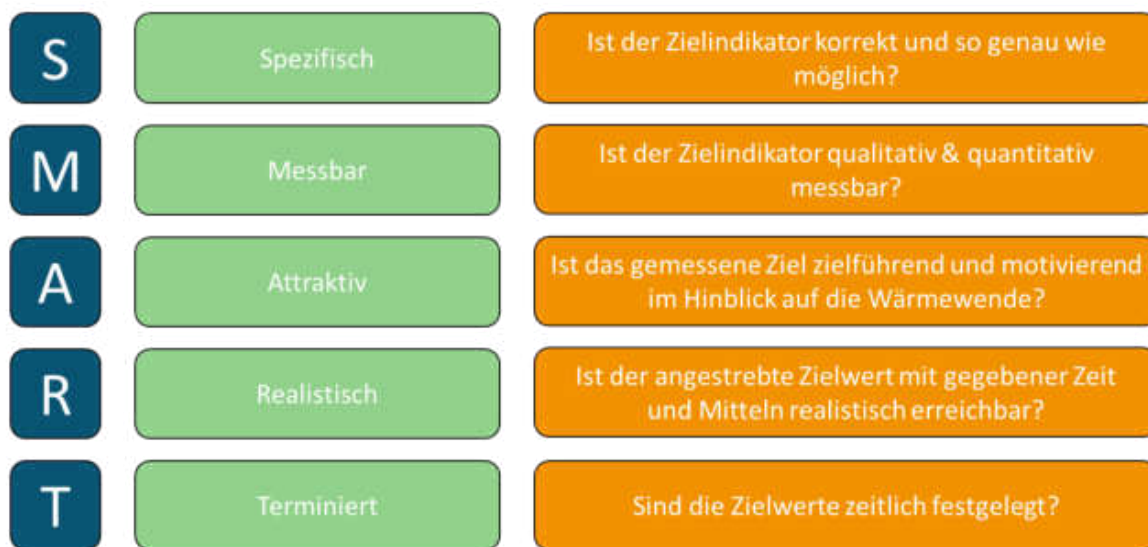 S
Spezifisch
Ist der Zielindikator korrekt und so genau wie
möglich?
M
Messbar
Ist der Zielindikator qualitativ & quantitativ
messbar?
A
Attraktiv
Ist das gemessene Ziel zielführend und motivierend
im Hinblick auf die Wärmewende?
R
Realistisch
Ist der angestrebte Zielwert mit gegebener Zeit
und Mitteln realistisch erreichbar?
T
Terminiert
Sind die Zielwerte zeitlich festgelegt?